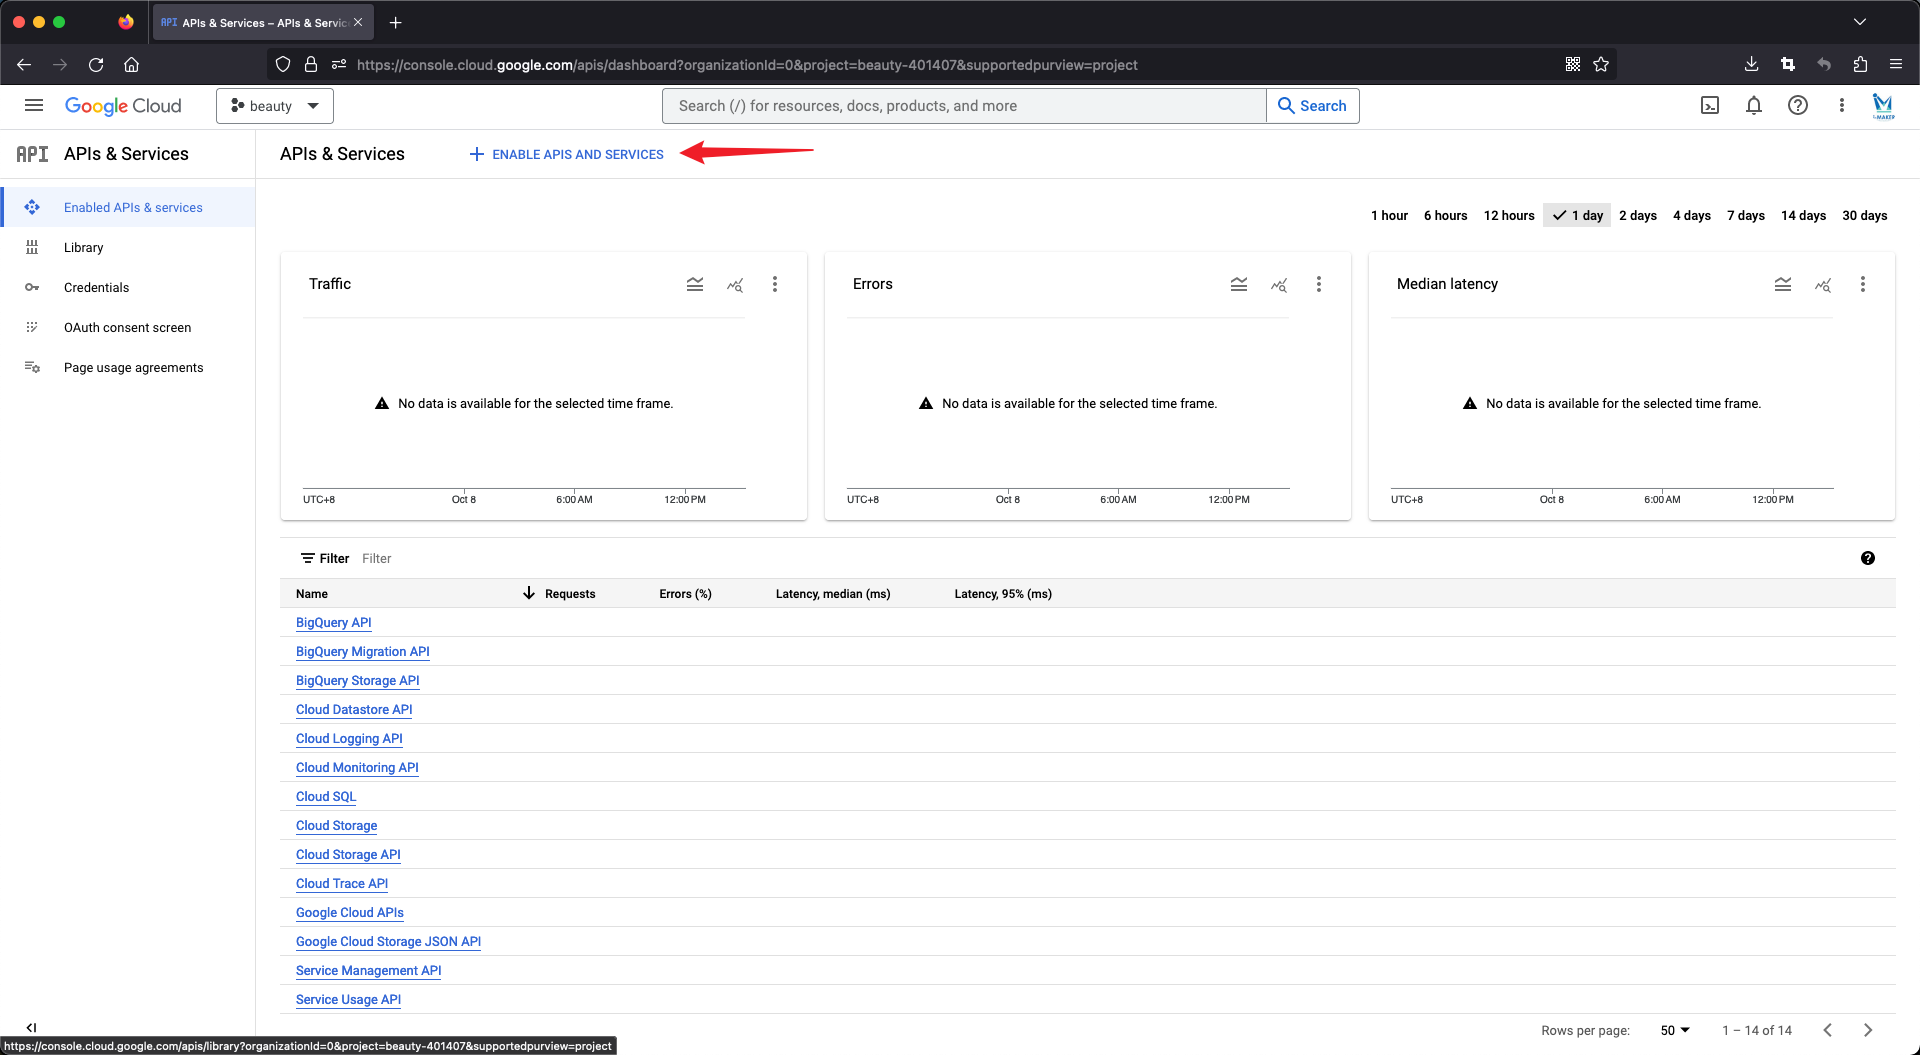 API APIs & Services – APIs & Servic
https://console.cloud.google.com/apis/dashboard?organizationId=0&project=beauty-401407&supportedpurview=project
Google Cloud
beauty
Search (/) for resources, docs, products, and more
Search
API APIs & Services
APIs & Services
ENABLE APIS AND SERVICES
Enabled APIs & services
Library
Credentials
OAuth consent screen
Page usage agreements
1 hour 6 hours 12 hours 1 day 2 days 4 days 7 days 14 days 30 days
Traffic
No data is available for the selected time frame.
UTC+8 Oct 8 6:00 AM 12:00 PM
Errors
No data is available for the selected time frame.
UTC+8 Oct 8 6:00 AM 12:00 PM
Median latency
No data is available for the selected time frame.
UTC+8 Oct 8 6:00 AM 12:00 PM
Filter Filter
Name Requests Errors (%) Latency, median (ms) Latency, 95% (ms)
BigQuery API
BigQuery Migration API
BigQuery Storage API
Cloud Datastore API
Cloud Logging API
Cloud Monitoring API
Cloud SQL
Cloud Storage
Cloud Storage API
Cloud Trace API
Google Cloud APIs
Google Cloud Storage JSON API
Service Management API
Service Usage API
Rows per page: 50 1 – 14 of 14
https://console.cloud.google.com/apis/library?organizationId=0&project=beauty-401407&supportedpurview=project